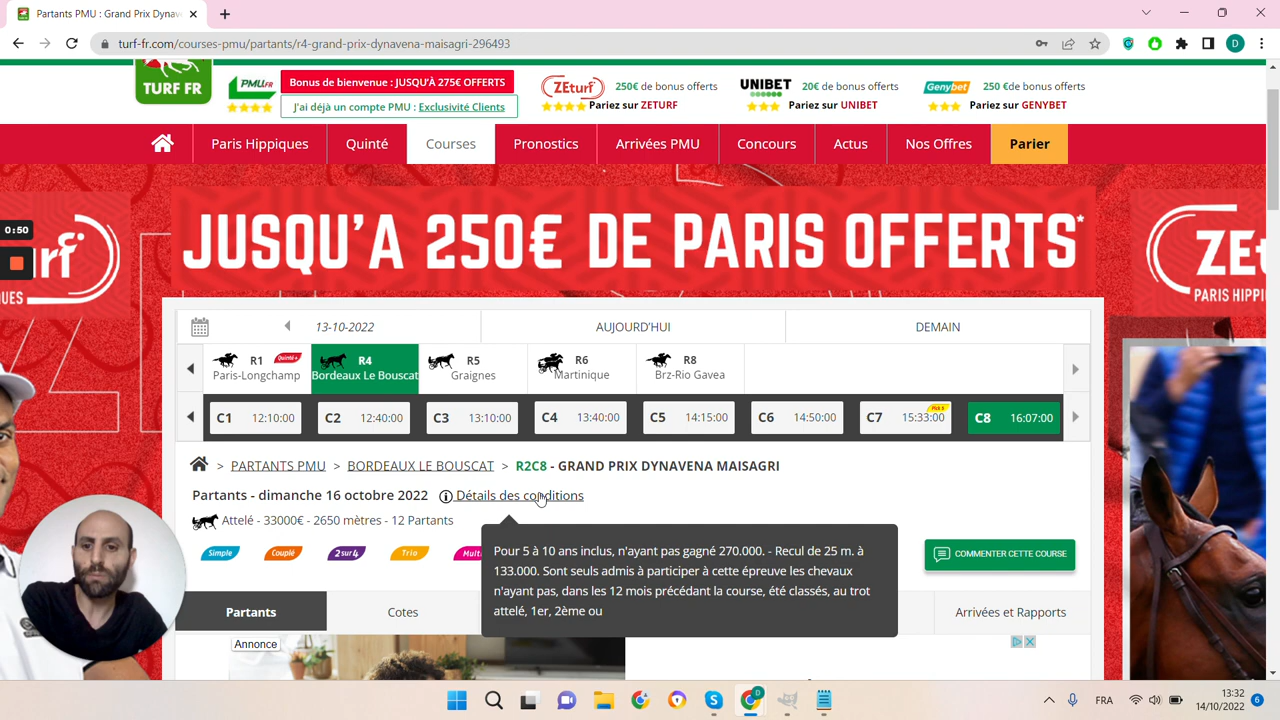 Partants PMU : Grand Prix Dynav
turf-fr.com/courses-pmu/partants/r4-grand-prix-dynavena-maisagri-296493
D
TURF FR
PMU.FR
Bonus de bienvenue : JUSQU'À 275€ OFFERTS
J'ai déjà un compte PMU : Exclusivité Clients
ZEturf
250€ de bonus offerts
Pariez sur ZETURF
UNIBET
20€ de bonus offerts
Pariez sur UNIBET
Genybet
250 €de bonus offerts
Pariez sur GENYBET
Paris Hippiques
Quinté
Courses
Pronostics
Arrivées PMU
Concours
Actus
Nos Offres
Parier
JUSQU'A 250€ DE PARIS OFFERTS*
0:50
13-10-2022
AUJOURD'HUI
DEMAIN
R1
Quinté+
Paris-Longchamp
R4
Bordeaux Le Bouscat
R5
Graignes
R6
Martinique
R8
Brz-Rio Gavea
C1 12:10:00
C2 12:40:00
C3 13:10:00
C4 13:40:00
C5 14:15:00
C6 14:50:00
C7 15:33:00
C8 16:07:00
> PARTANTS PMU > BORDEAUX LE BOUSCAT > R2C8 - GRAND PRIX DYNAVENA MAISAGRI
Partants - dimanche 16 octobre 2022 Détails des conditions
Attelé - 33000€ - 2650 mètres - 12 Partants
Simple
Couplé
2sur4
Trio
Multi
Pour 5 à 10 ans inclus, n'ayant pas gagné 270.000. - Recul de 25 m. à
133.000. Sont seuls admis à participer à cette épreuve les chevaux
n'ayant pas, dans les 12 mois précédant la course, été classés, au trot
attelé, 1er, 2ème ou
COMMENTER CETTE COURSE
Partants
Cotes
Arrivées et Rapports
Annonce
FRA
13:32
14/10/2022
6